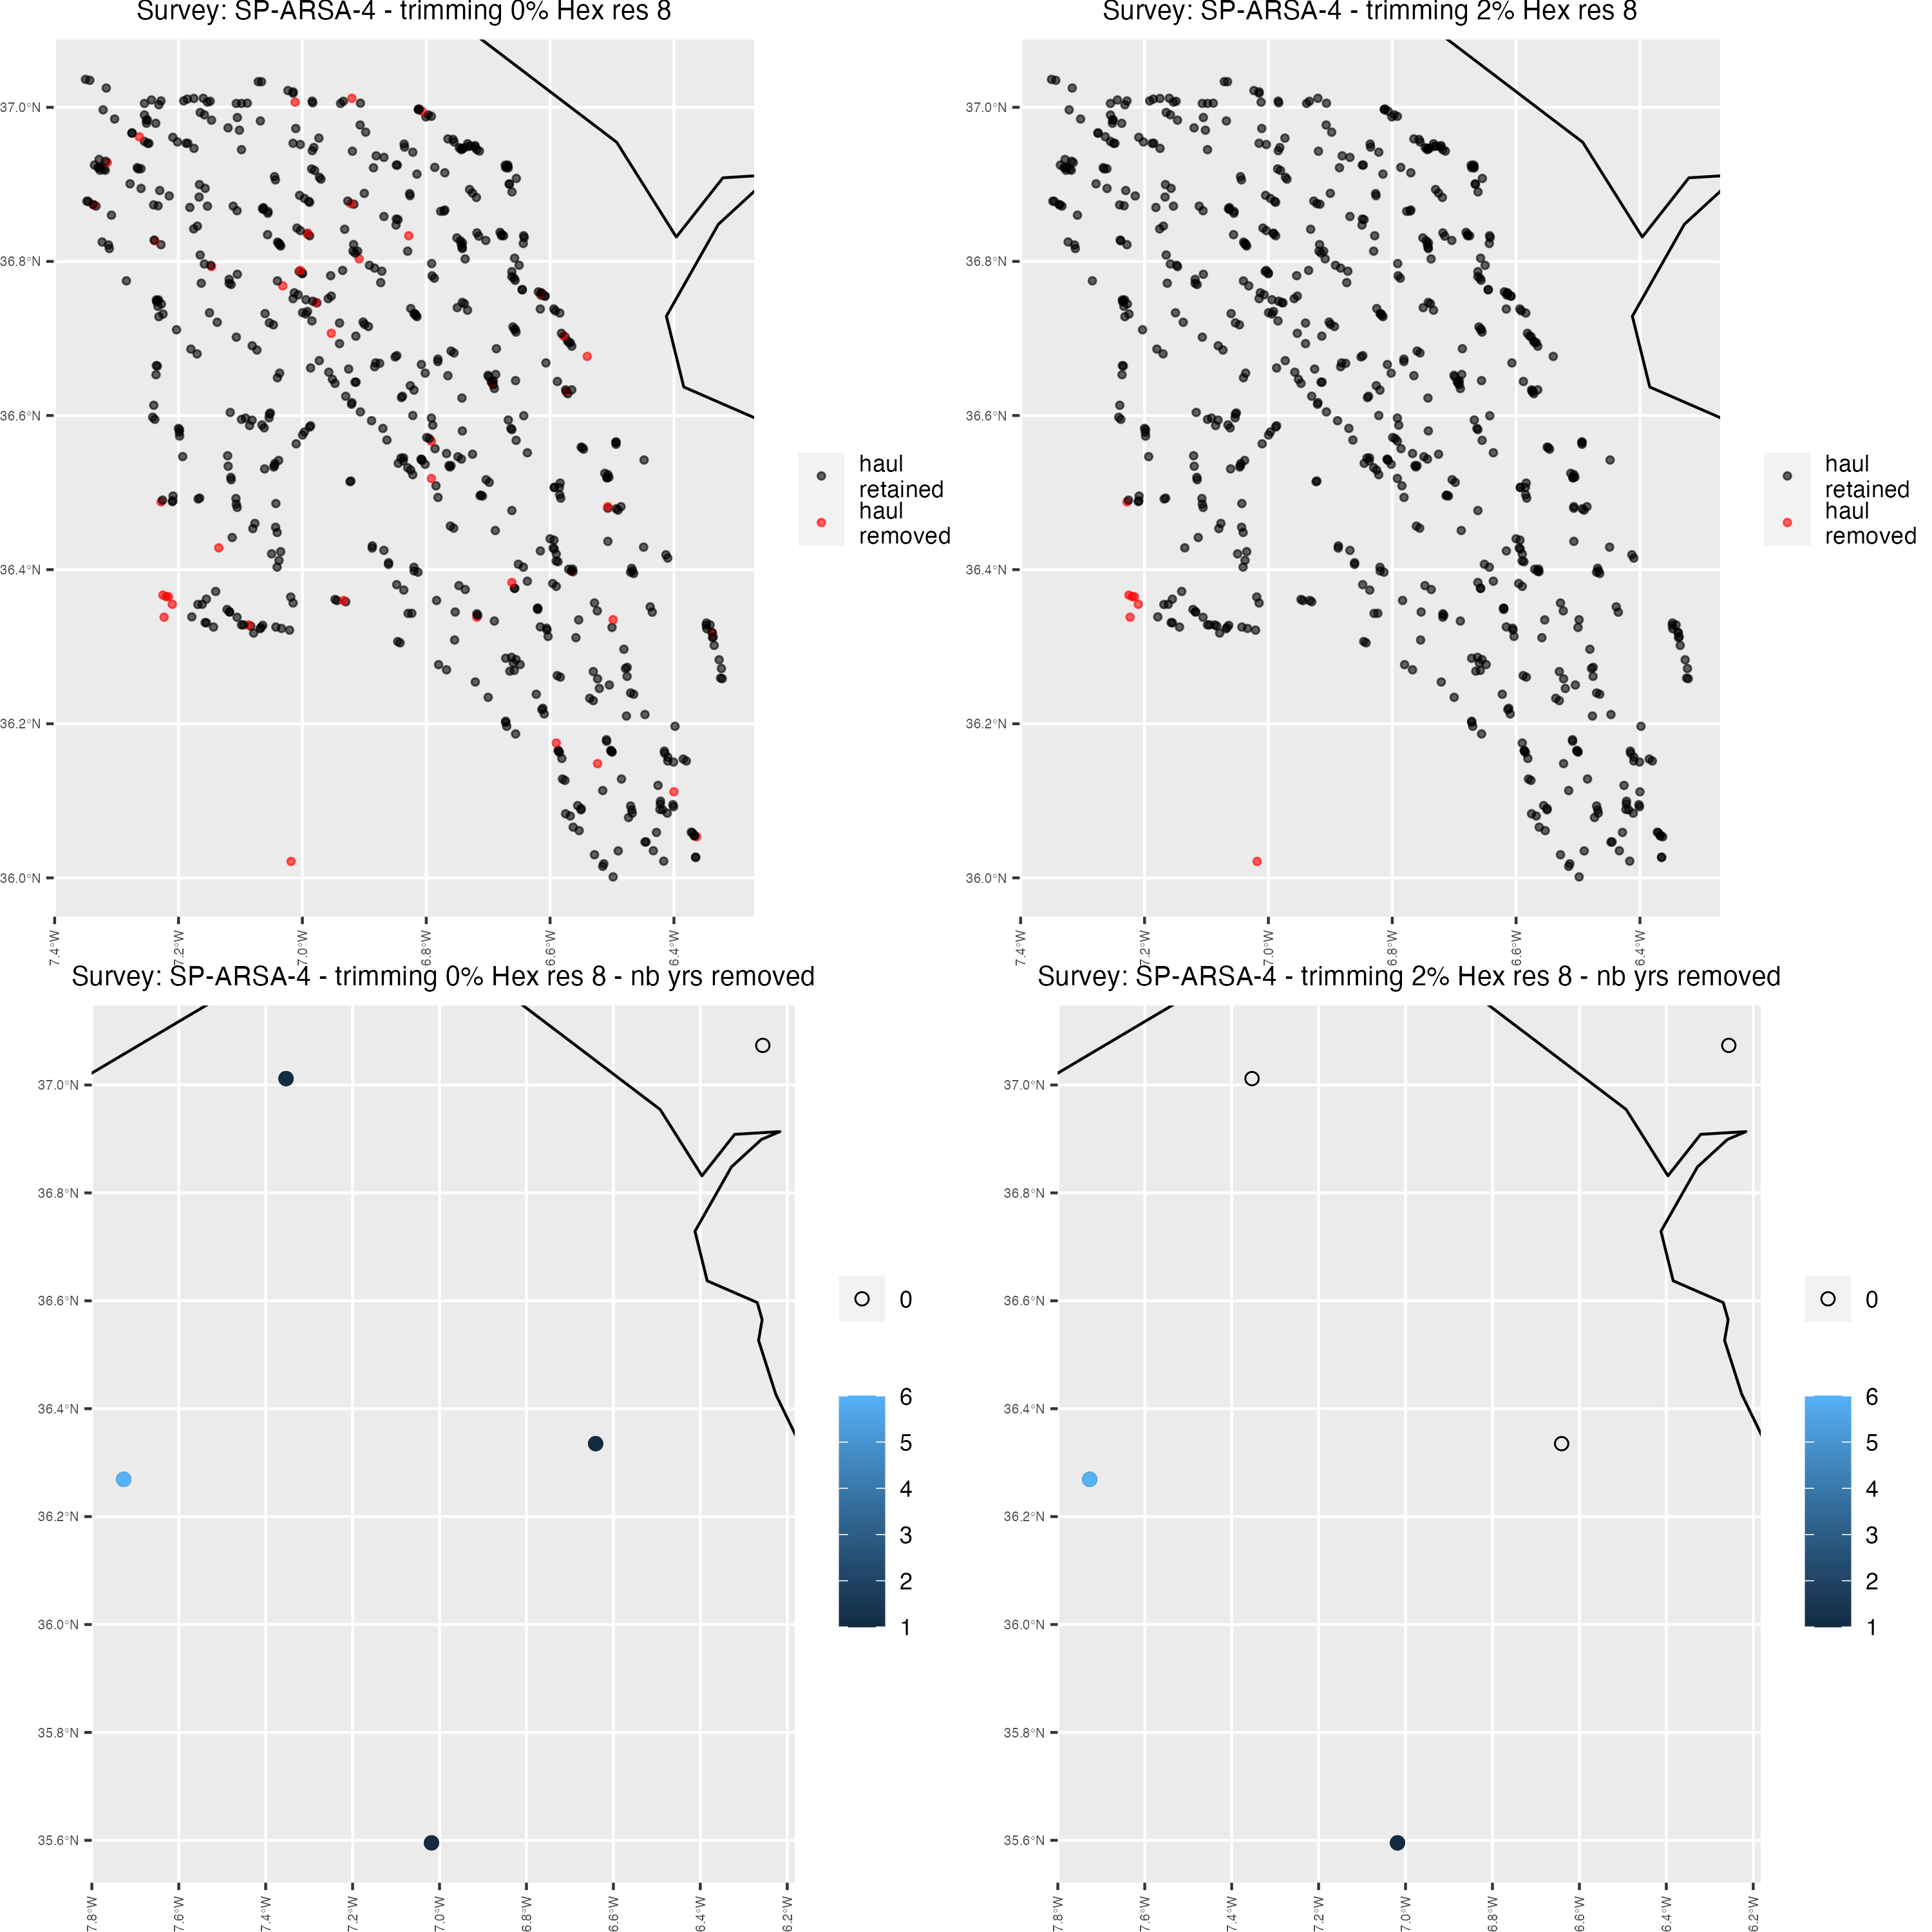 Survey: SP-ARSA-4 - trimming 0% Hex res 8
37.0°N
36.8°N
36.6°N
36.4°N
36.2°N
36.0°N
7.4°W
7.2°W
7.0°W
6.8°W
6.6°W
6.4°W
haul
retained
haul
removed
Survey: SP-ARSA-4 - trimming 2% Hex res 8
37.0°N
36.8°N
36.6°N
36.4°N
36.2°N
36.0°N
7.4°W
7.2°W
7.0°W
6.8°W
6.6°W
6.4°W
haul
retained
haul
removed
Survey: SP-ARSA-4 - trimming 0% Hex res 8 - nb yrs removed
37.0°N
36.8°N
36.6°N
36.4°N
36.2°N
36.0°N
35.8°N
35.6°N
7.8°W
7.6°W
7.4°W
7.2°W
7.0°W
6.8°W
6.6°W
6.4°W
6.2°W
0
6
5
4
3
2
1
Survey: SP-ARSA-4 - trimming 2% Hex res 8 - nb yrs removed
37.0°N
36.8°N
36.6°N
36.4°N
36.2°N
36.0°N
35.8°N
35.6°N
7.8°W
7.6°W
7.4°W
7.2°W
7.0°W
6.8°W
6.6°W
6.4°W
6.2°W
0
6
5
4
3
2
1